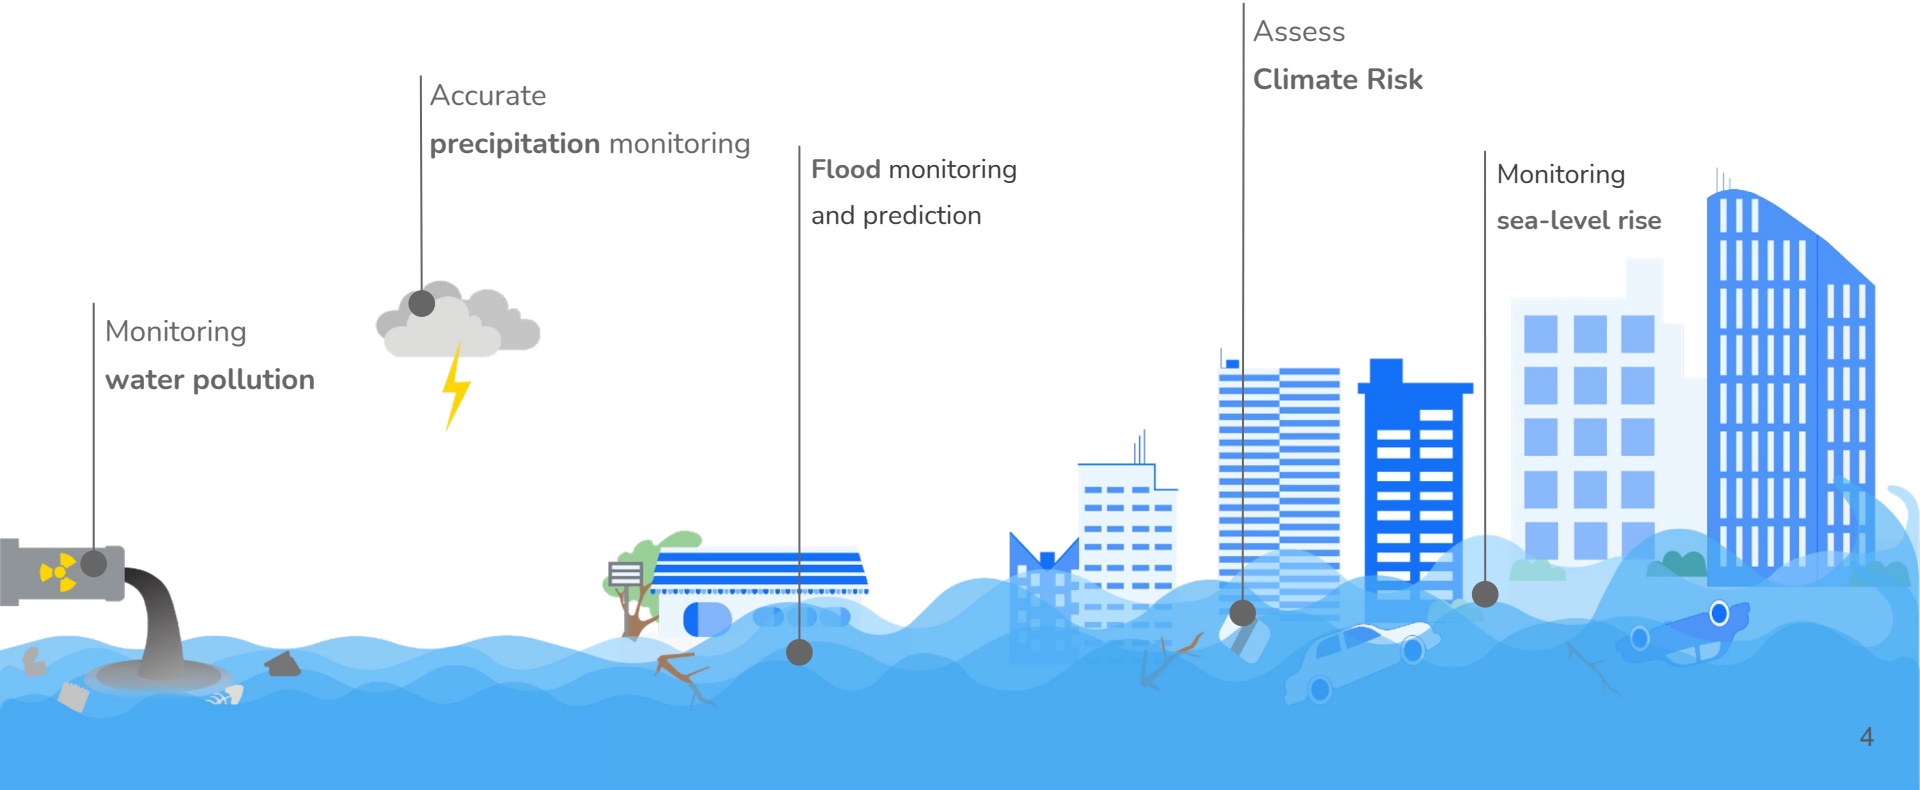 Monitoring
water pollution
Accurate
precipitation monitoring
Flood monitoring
and prediction
Assess
Climate Risk
Monitoring
sea-level rise
4